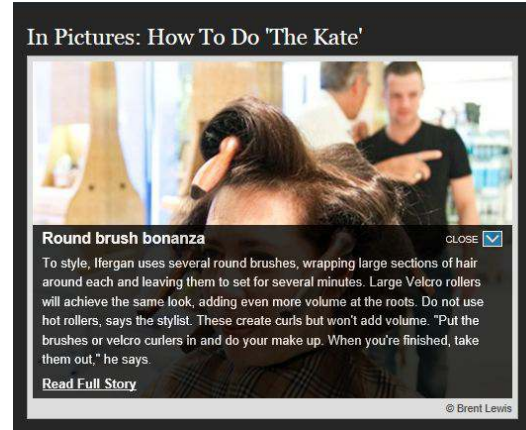 In Pictures: How To Do 'The Kate'
Round brush bonanza
CLOSE
To style, Ifergan uses several round brushes, wrapping large sections of hair
around each and leaving them to set for several minutes. Large Velcro rollers
will achieve the same look, adding even more volume at the roots. Do not use
hot rollers, says the stylist. These create curls but won't add volume. "Put the
brushes or velcro curlers in and do your make up. When you're finished, take
them out," he says.
Read Full Story
© Brent Lewis